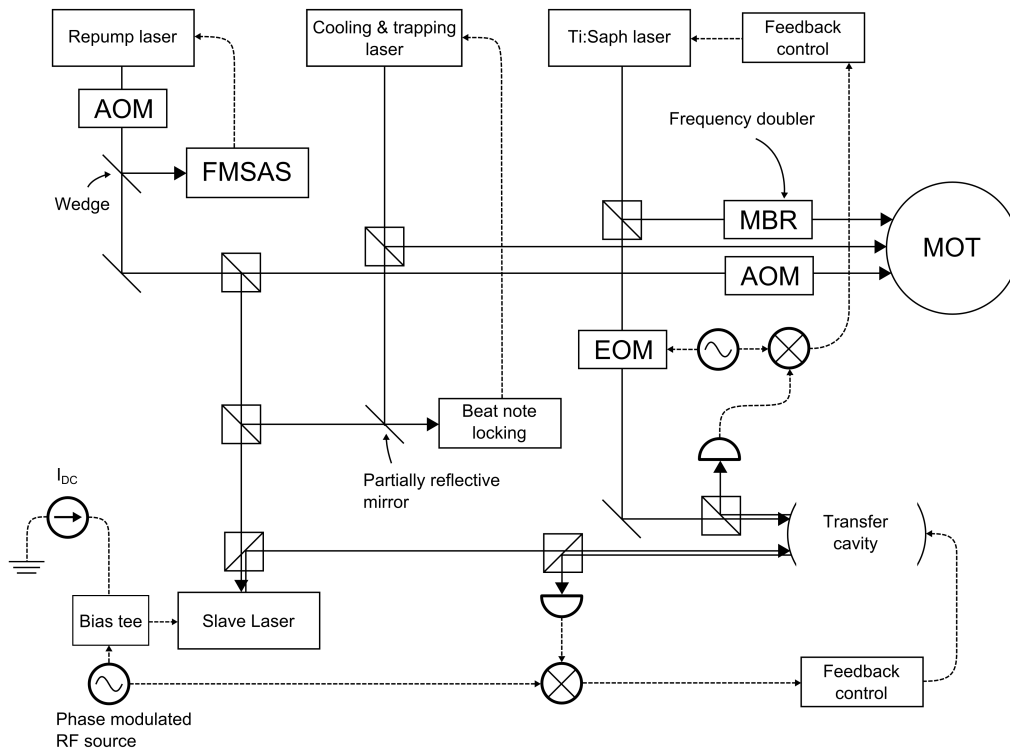 Repump laser
Cooling & trapping
laser
Ti:Saph laser
Feedback
control
AOM
Frequency doubler
FMSAS
Wedge
MBR
MOT
AOM
EOM
Beat note
locking
Partially reflective
mirror
I_DC
Transfer
cavity
Bias tee
Slave Laser
Feedback
control
Phase modulated
RF source